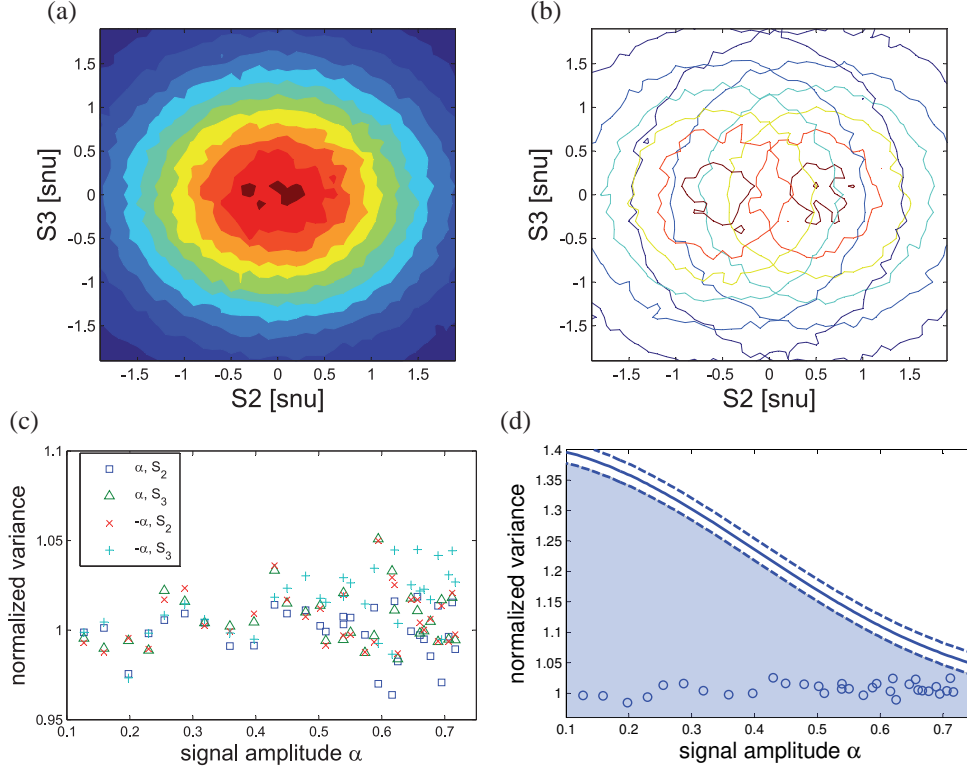 (a)
(b)
1.5
1
0.5
0
-0.5
-1
-1.5
S3 [snu]
-1.5 -1 -0.5 0 0.5 1 1.5
S2 [snu]
1.5
1
0.5
0
-0.5
-1
-1.5
S3 [snu]
-1.5 -1 -0.5 0 0.5 1 1.5
S2 [snu]
(c)
(d)
1.1
1.05
1
0.95
normalized variance
α, S₂
α, S₃
-α, S₂
-α, S₃
0.1 0.2 0.3 0.4 0.5 0.6 0.7
signal amplitude α
1.4
1.35
1.3
1.25
1.2
1.15
1.1
1.05
1
normalized variance
0.1 0.2 0.3 0.4 0.5 0.6 0.7
signal amplitude α